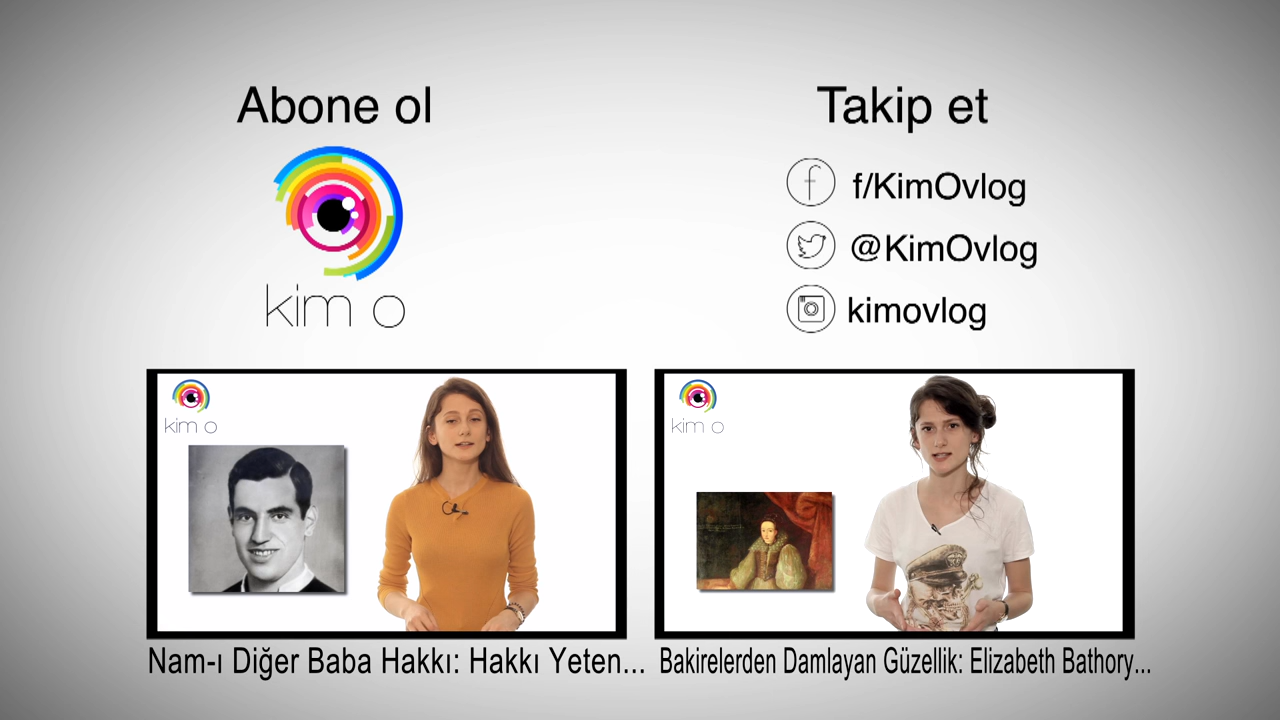 Abone ol
kim o
Takip et
f/KimOvlog
@KimOvlog
kimovlog
kim o
kim o
Nam-ı Diğer Baba Hakkı: Hakkı Yeten...
Bakirelerden Damlayan Güzellik: Elizabeth Bathory...